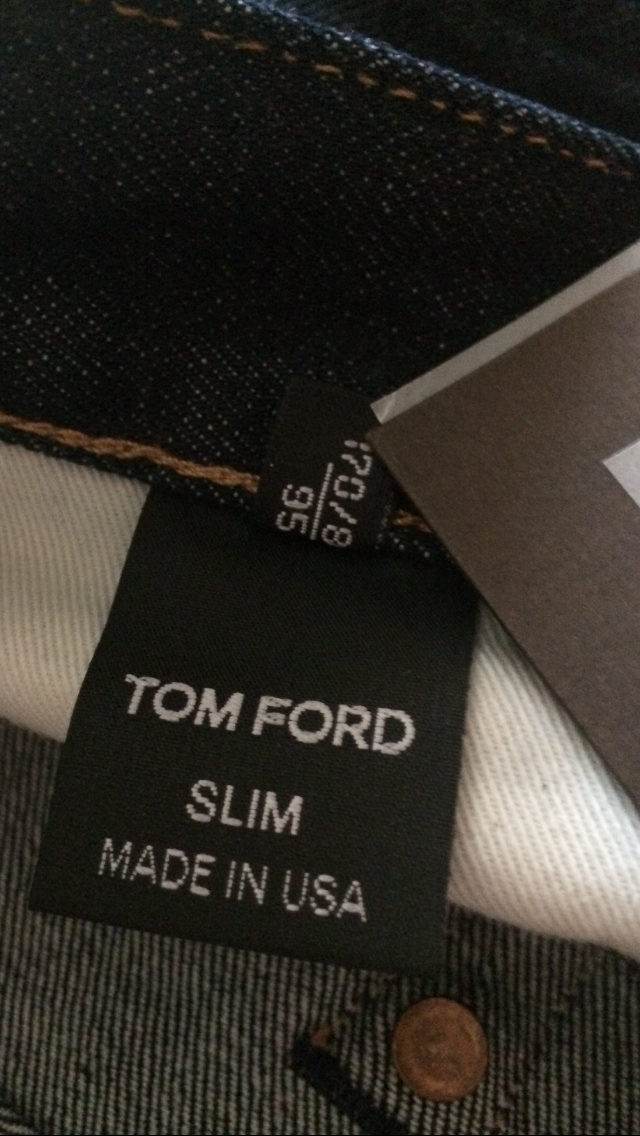 170/8
95
TOM FORD
SLIM
MADE IN USA